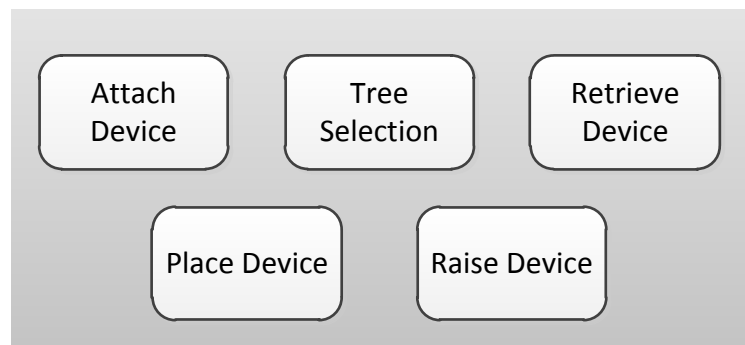 Attach
Device
Tree
Selection
Retrieve
Device
Place Device
Raise Device